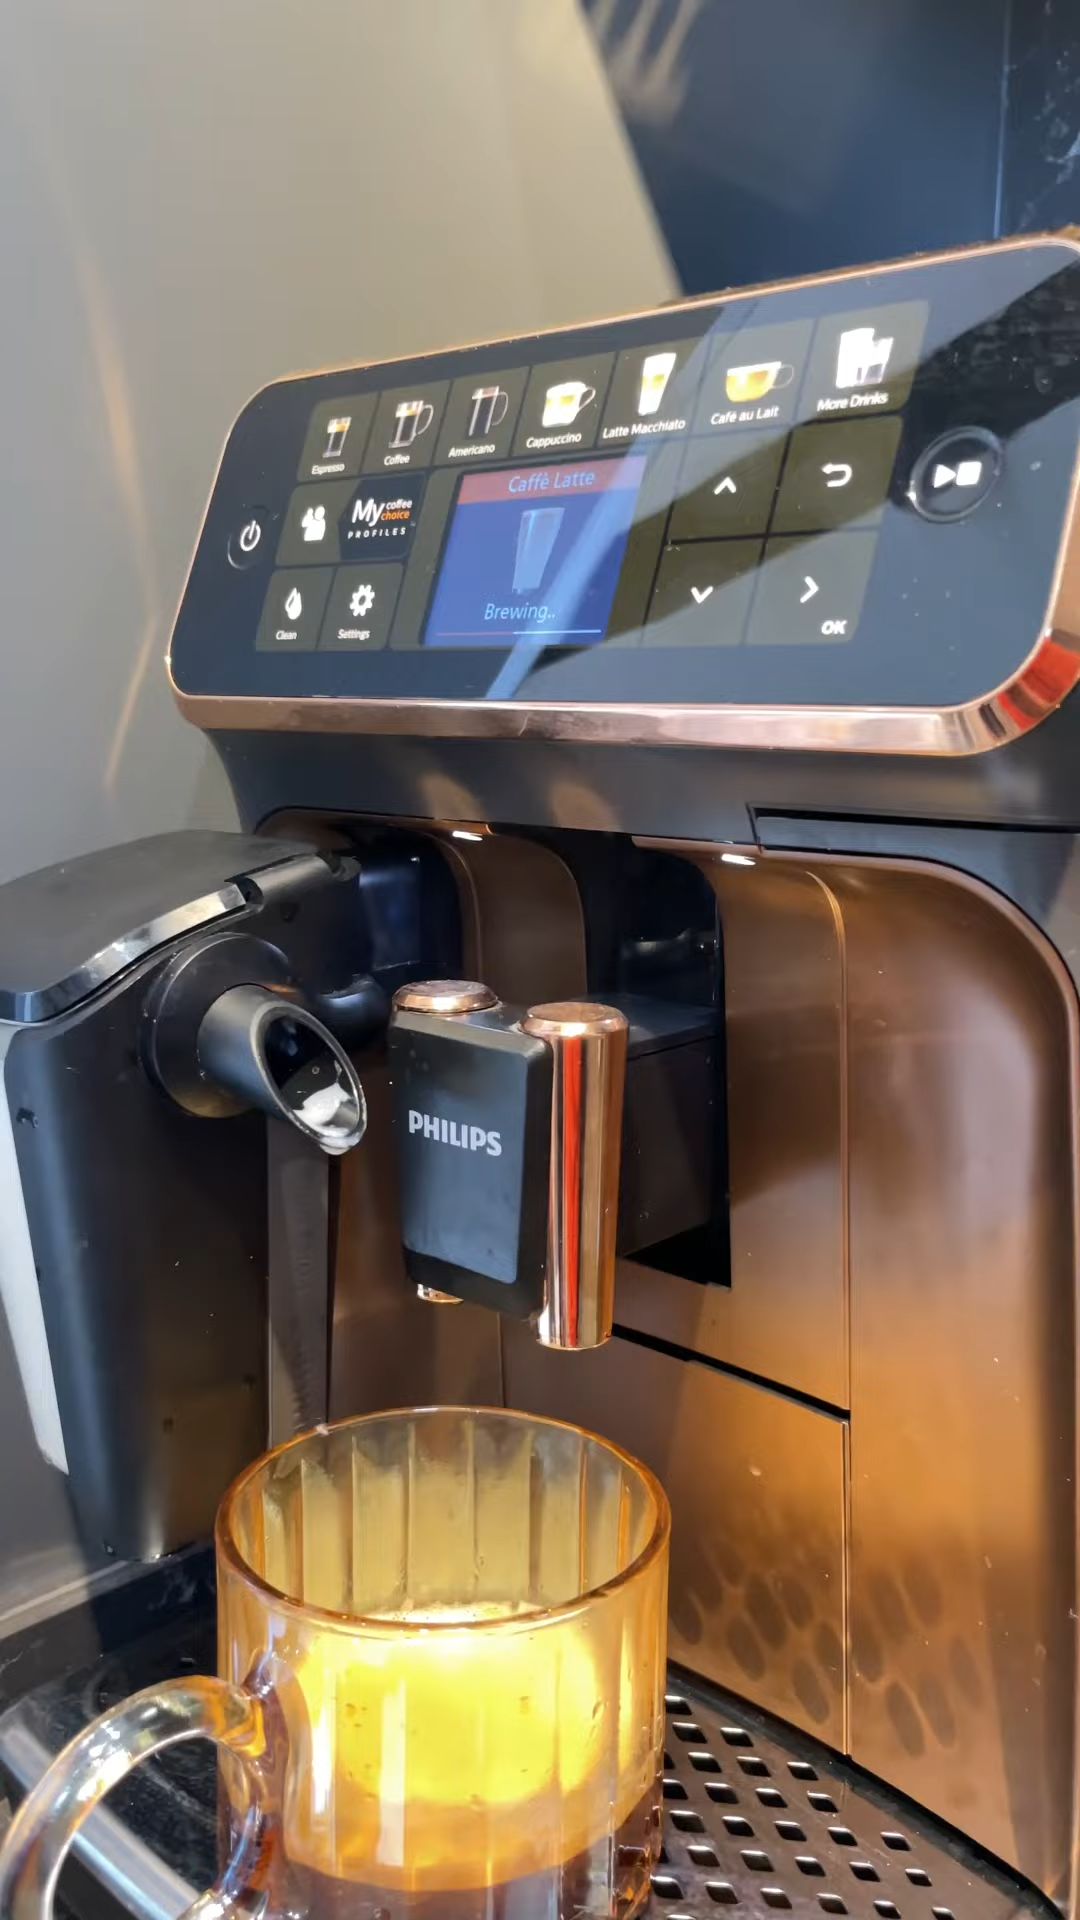 Espresso
Coffee
Americano
Cappuccino
Latte Macchiato
Café au Lait
More Drinks
My coffee
choice
PROFILES
Caffè Latte
Brewing..
Clean
Settings
OK
PHILIPS